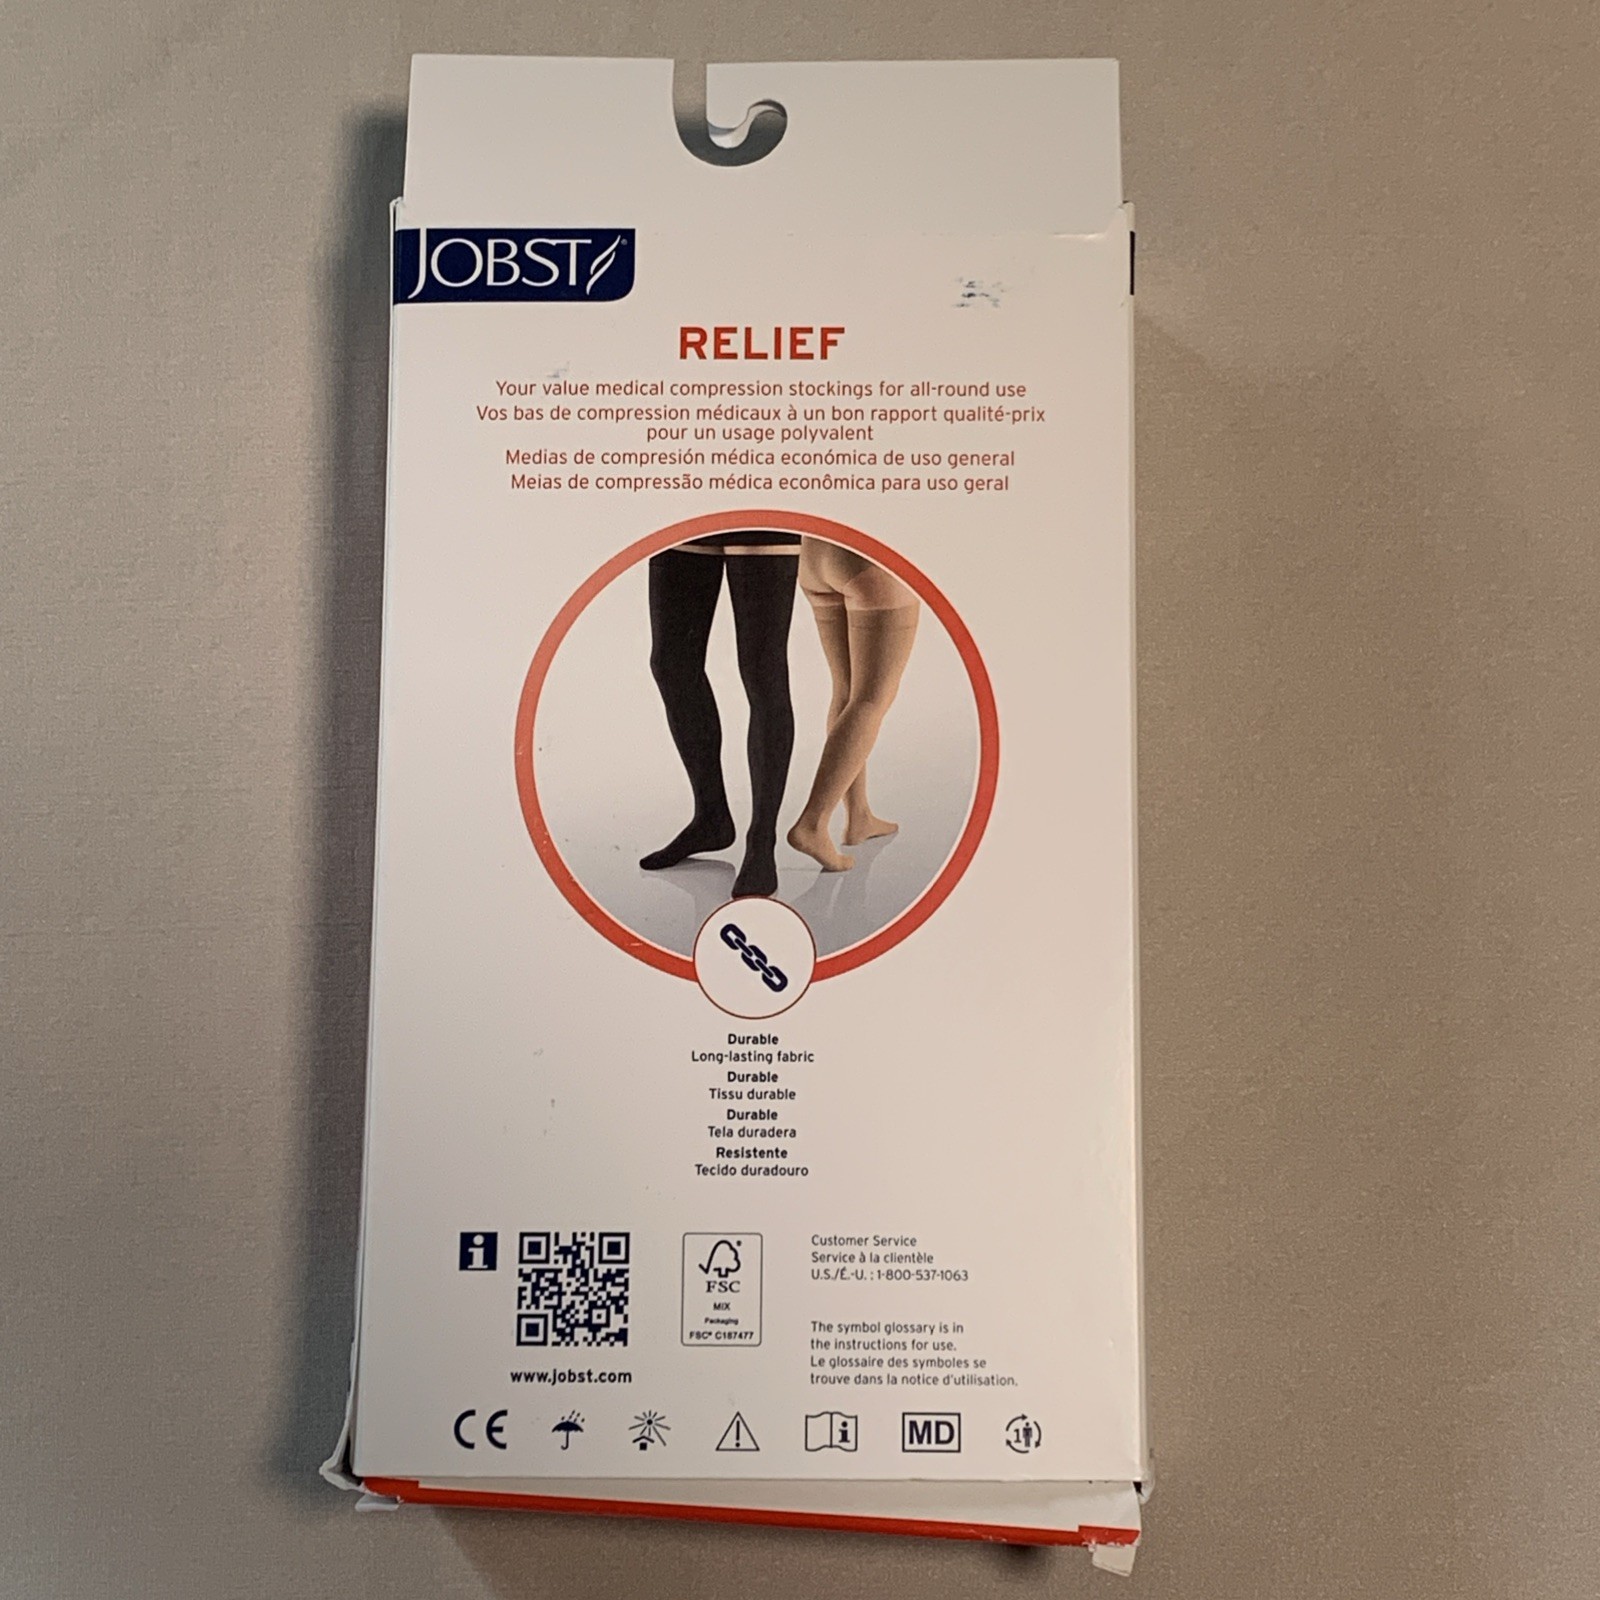 JOBST
RELIEF
Your value medical compression stockings for all-round use
Vos bas de compression médicaux à un bon rapport qualité-prix
pour un usage polyvalent
Medias de compresión médica económica de uso general
Meias de compressão médica econômica para uso geral
Durable
Long-lasting fabric
Durable
Tissu durable
Durable
Tela duradera
Resistente
Tecido duradouro
i
www.jobst.com
FSC
MIX
Packaging
FSC® C187477
Customer Service
Service à la clientèle
U.S./É.-U. : 1-800-537-1063
The symbol glossary is in
the instructions for use.
Le glossaire des symboles se
trouve dans la notice d'utilisation.
CE
i
MD
1